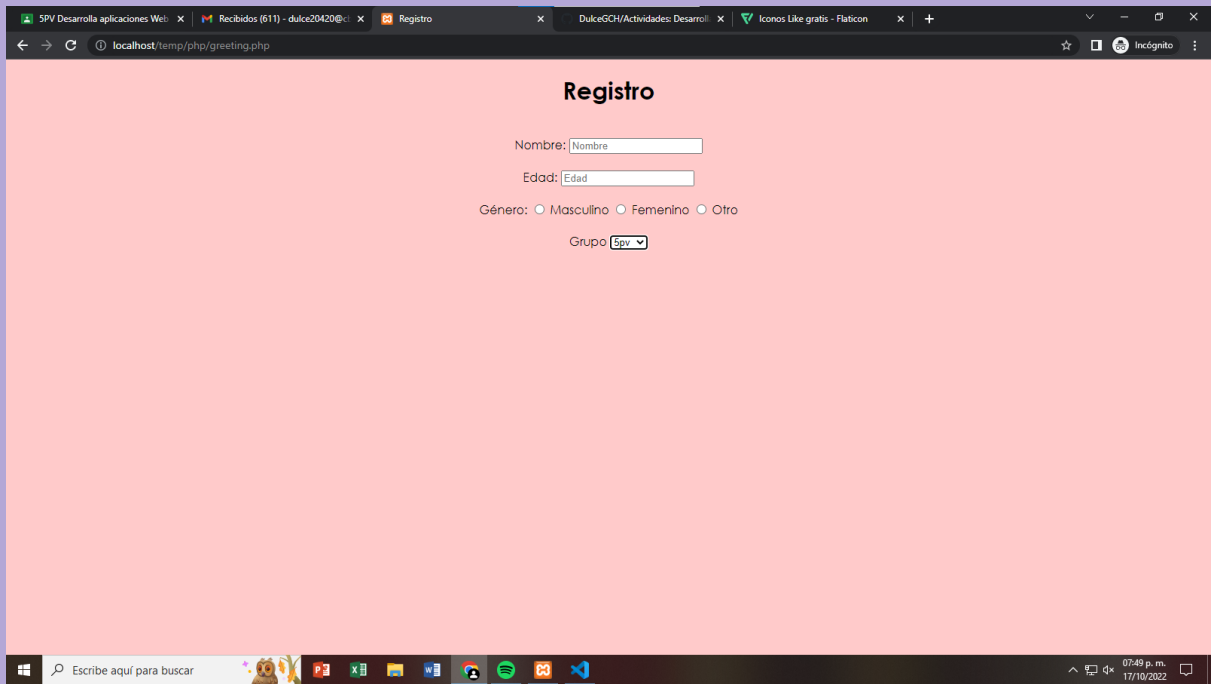 5PV Desarrolla aplicaciones Web
Recibidos (611) - dulce20420@c
Registro
DulceGCH/Actividades: Desarroll
Iconos Like gratis - Flaticon
localhost/temp/php/greeting.php
Incógnito
Registro
Nombre: Nombre
Edad: Edad
Género: Masculino Femenino Otro
Grupo 5pv
Escribe aquí para buscar
07:49 p. m.
17/10/2022